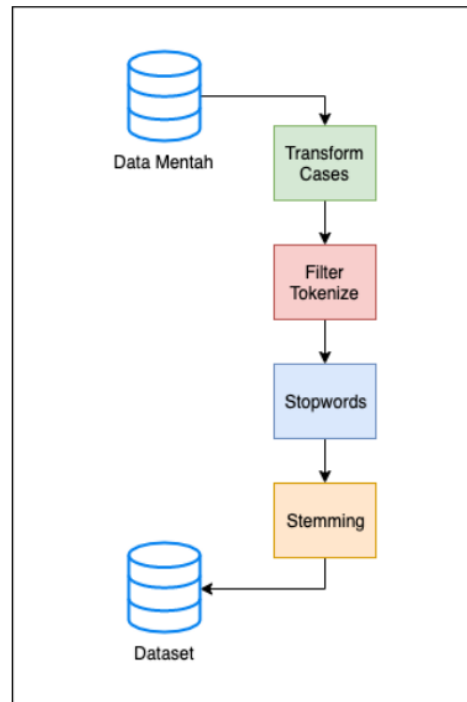 Data Mentah
Transform
Cases
Filter
Tokenize
Stopwords
Stemming
Dataset